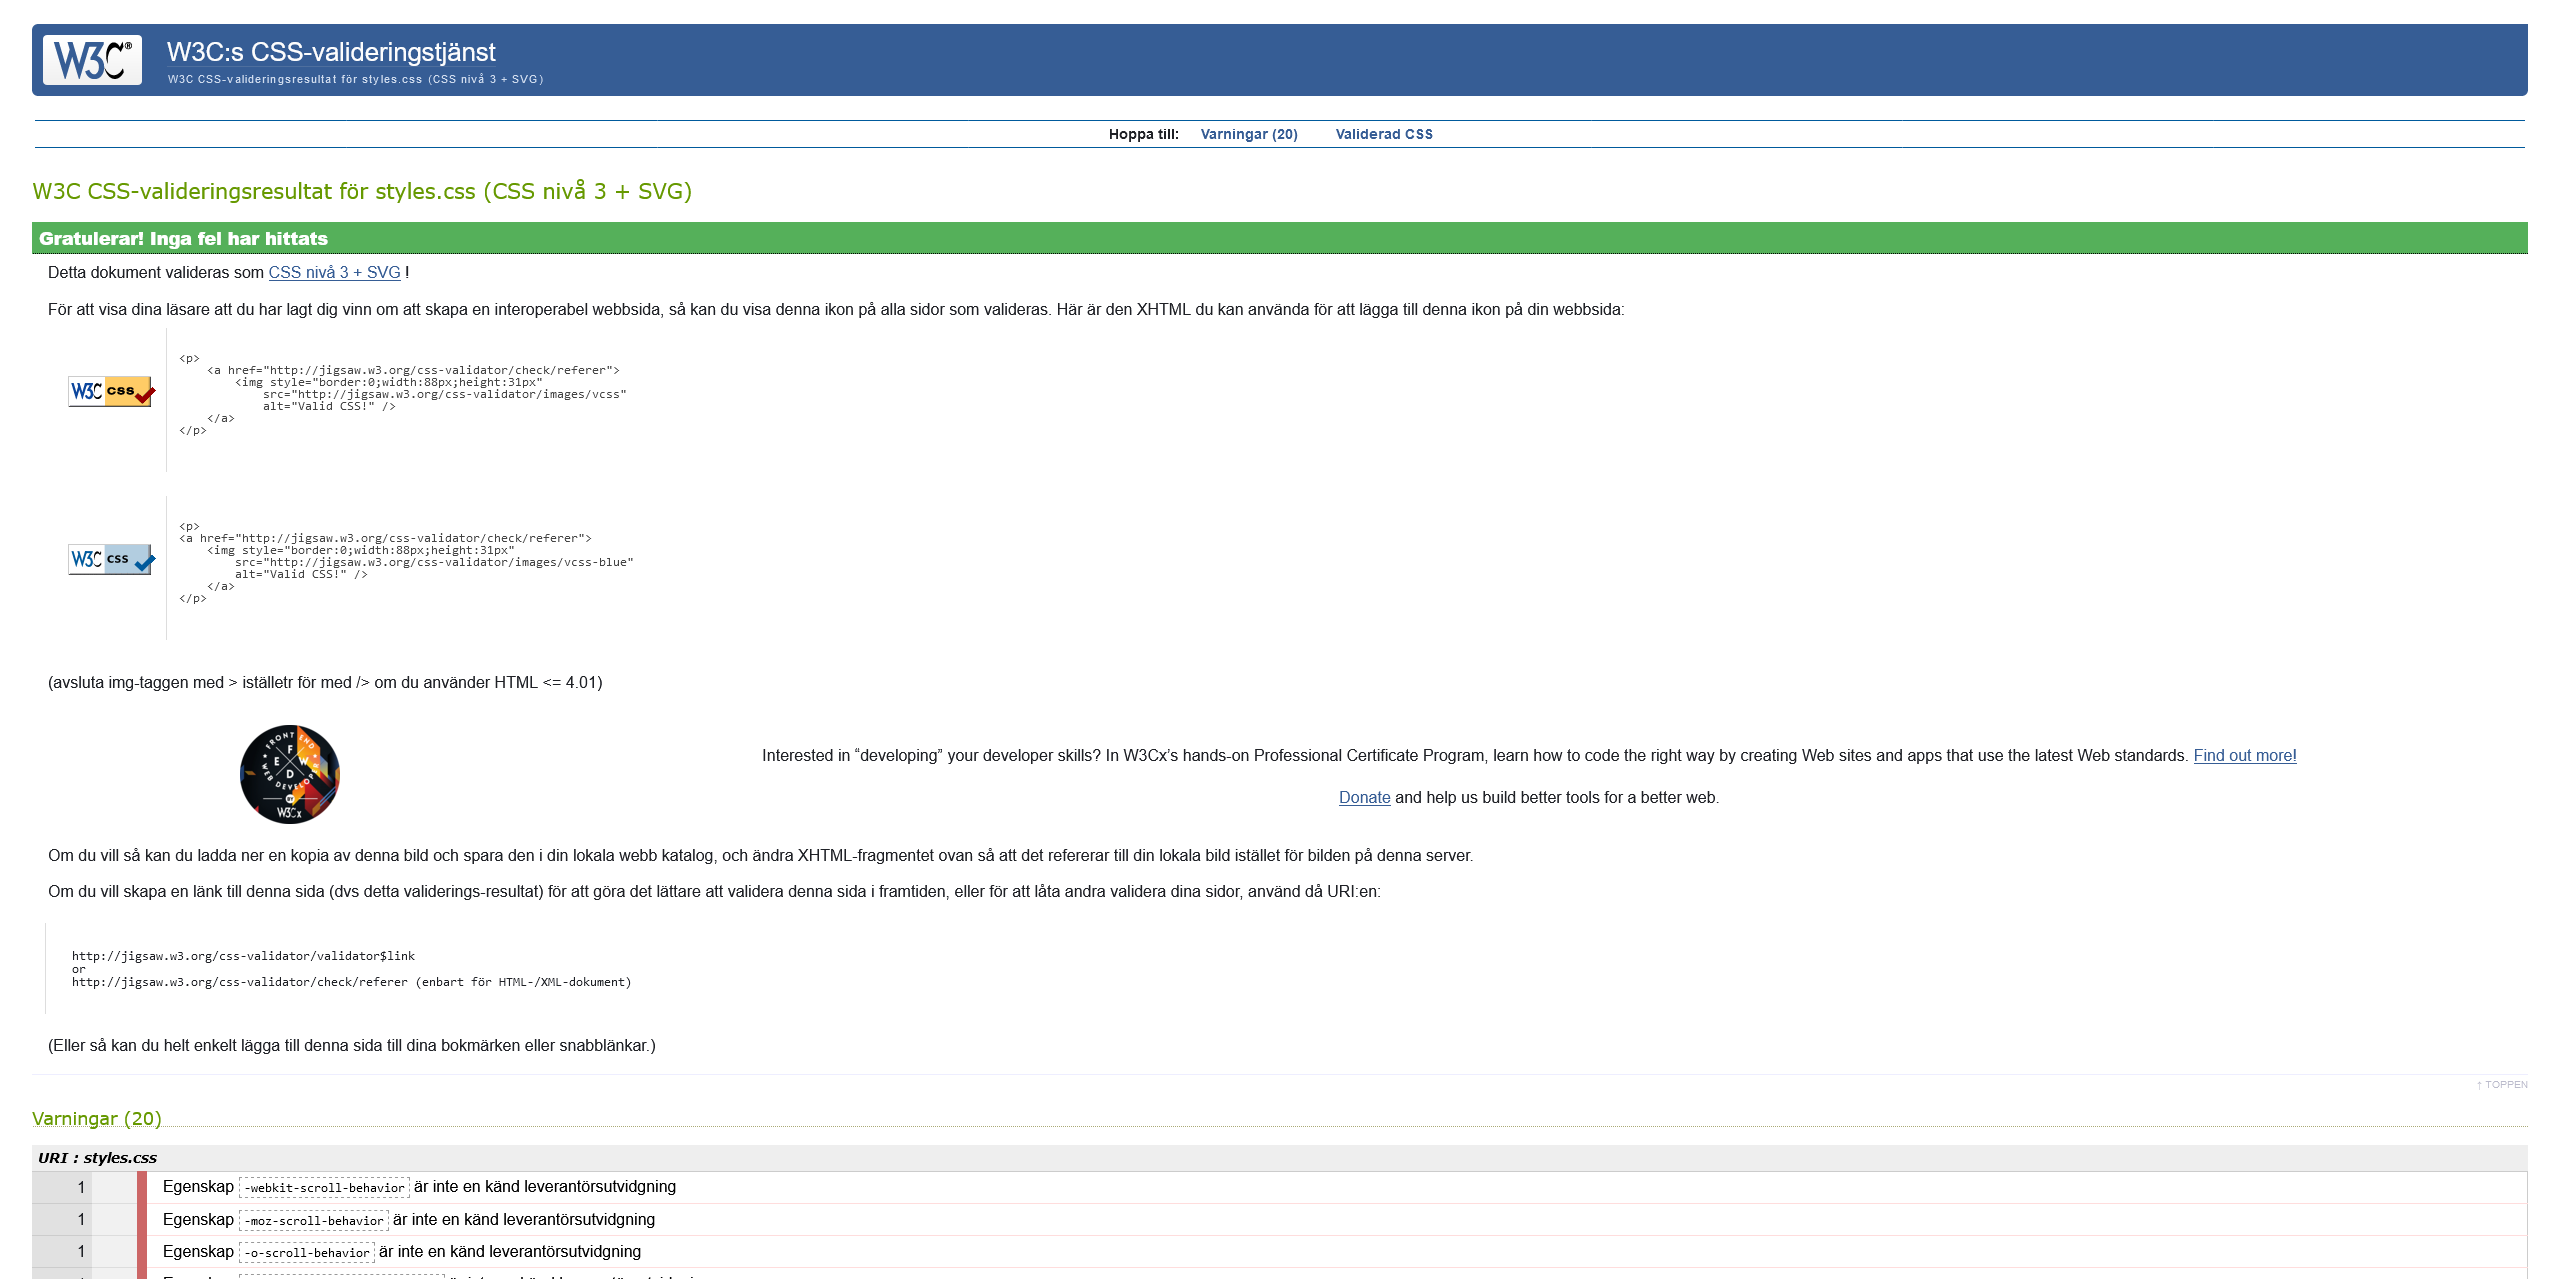 W3C®
W3C:s CSS-valideringstjänst
W3C CSS-valideringsresultat för styles.css (CSS nivå 3 + SVG)
Hoppa till: Varningar (20) Validerad CSS
W3C CSS-valideringsresultat för styles.css (CSS nivå 3 + SVG)
Gratulerar! Inga fel har hittats
Detta dokument valideras som CSS nivå 3 + SVG !
För att visa dina läsare att du har lagt dig vinn om att skapa en interoperabel webbsida, så kan du visa denna ikon på alla sidor som valideras. Här är den XHTML du kan använda för att lägga till denna ikon på din webbsida:
W3C css
<p>
<a href="http://jigsaw.w3.org/css-validator/check/referer">
<img style="border:0;width:88px;height:31px"
src="http://jigsaw.w3.org/css-validator/images/vcss"
alt="Valid CSS!" />
</a>
</p>
W3C css
<p>
<a href="http://jigsaw.w3.org/css-validator/check/referer">
<img style="border:0;width:88px;height:31px"
src="http://jigsaw.w3.org/css-validator/images/vcss-blue"
alt="Valid CSS!" />
</a>
</p>
(avsluta img-taggen med > iställetr för med /> om du använder HTML <= 4.01)
FRONT END
F E W D
WEB DEVELOPER
BY
W3Cx
Interested in “developing” your developer skills? In W3Cx’s hands-on Professional Certificate Program, learn how to code the right way by creating Web sites and apps that use the latest Web standards. Find out more!
Donate and help us build better tools for a better web.
Om du vill så kan du ladda ner en kopia av denna bild och spara den i din lokala webb katalog, och ändra XHTML-fragmentet ovan så att det refererar till din lokala bild istället för bilden på denna server.
Om du vill skapa en länk till denna sida (dvs detta validerings-resultat) för att göra det lättare att validera denna sida i framtiden, eller för att låta andra validera dina sidor, använd då URI:en:
http://jigsaw.w3.org/css-validator/validator$link
or
http://jigsaw.w3.org/css-validator/check/referer (enbart för HTML-/XML-dokument)
(Eller så kan du helt enkelt lägga till denna sida till dina bokmärken eller snabblänkar.)
↑ TOPPEN
Varningar (20)
URI : styles.css
1 Egenskap -webkit-scroll-behavior är inte en känd leverantörsutvidgning
1 Egenskap -moz-scroll-behavior är inte en känd leverantörsutvidgning
1 Egenskap -o-scroll-behavior är inte en känd leverantörsutvidgning